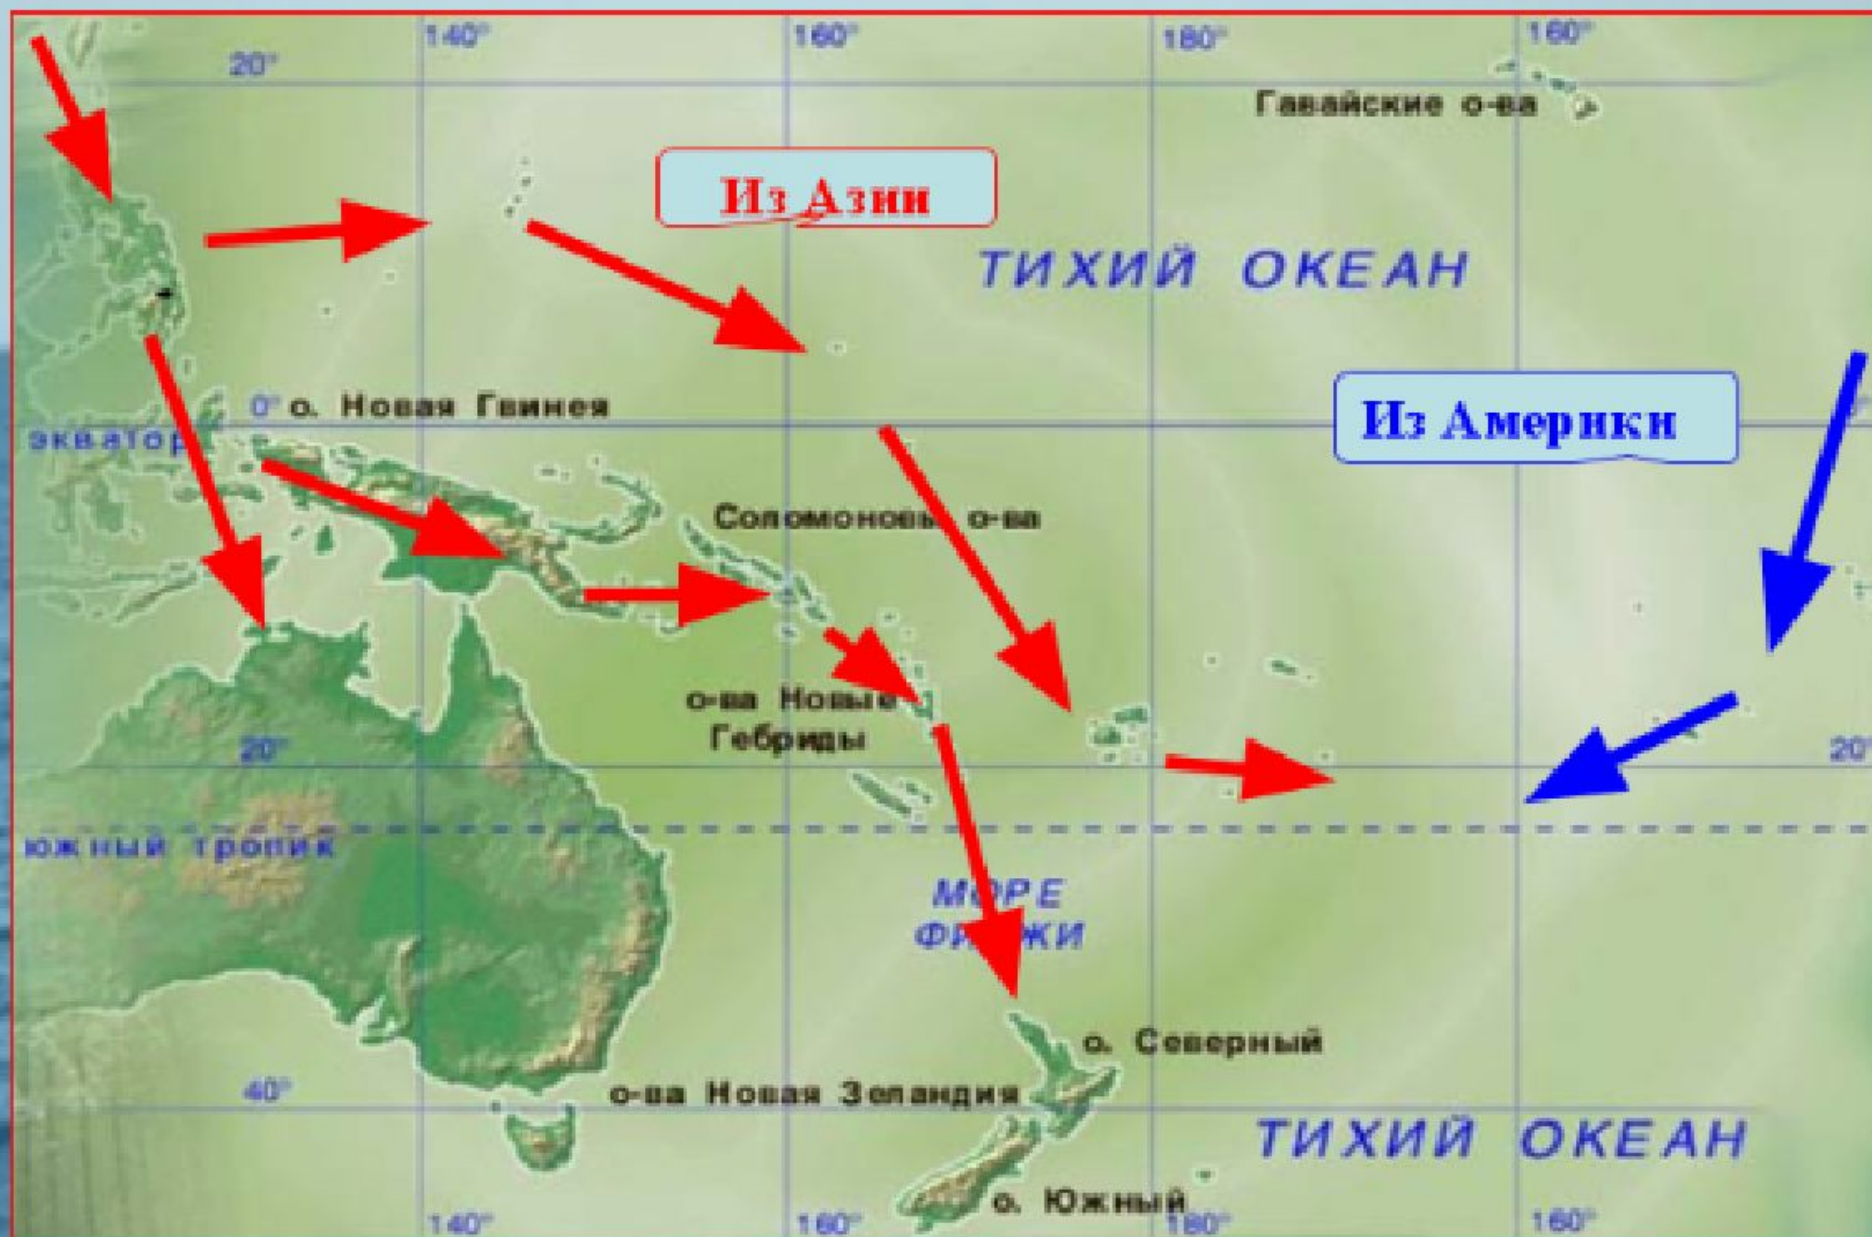 140°
160°
180°
160°
20°
Гавайские о-ва
Из Азии
ТИХИЙ ОКЕАН
0° о. Новая Гвинея
экватор
Из Америки
Соломоновы о-ва
о-ва Новые
Гебриды
20°
20°
южный тропик
МОРЕ
ФИДЖИ
о. Северный
40°
о-ва Новая Зеландия
ТИХИЙ ОКЕАН
о. Южный
140°
160°
180°
160°